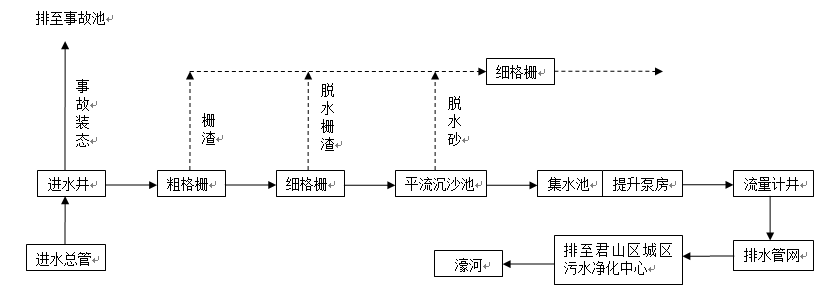 排至事故池
细格栅
事故装态
栅渣
脱水栅渣
脱水砂
进水井
粗格栅
细格栅
平流沉沙池
集水池
提升泵房
流量计井
进水总管
濠河
排至君山区城区
污水净化中心
排水管网